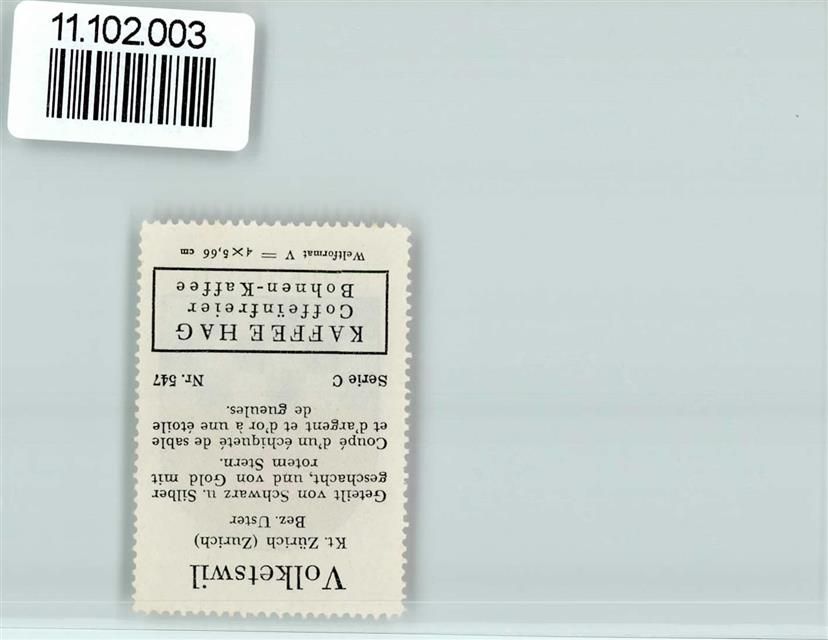 11.102.003
Volketswil
Kt. Zürich (Zurich)
Bez. Uster
Geteilt von Schwarz u. Silber
geschacht, und von Gold mit
rotem Stern.
Coupé d'un échiqueté de sable
et d'argent et d'or à une étoile
de gueules.
Serie C Nr. 547
KAFFEE HAG
Coffeïnfreier
Bohnen-Kaffee
Weltformat V = 4×5,66 cm